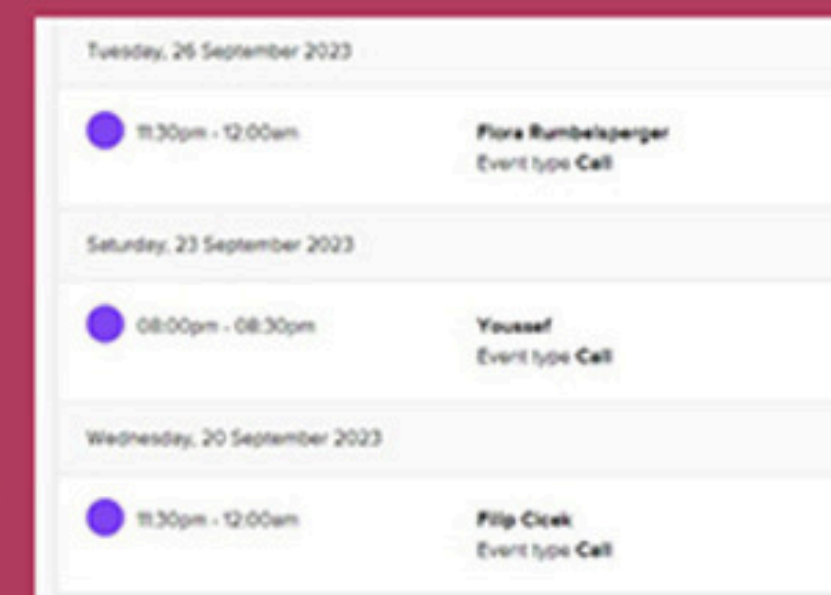 Tuesday, 26 September 2023
11:30pm - 12:00am
Flora Rumbelsperger
Event type Call
Saturday, 23 September 2023
08:00pm - 08:30pm
Youssef
Event type Call
Wednesday, 20 September 2023
11:30pm - 12:00am
Filip Cicek
Event type Call